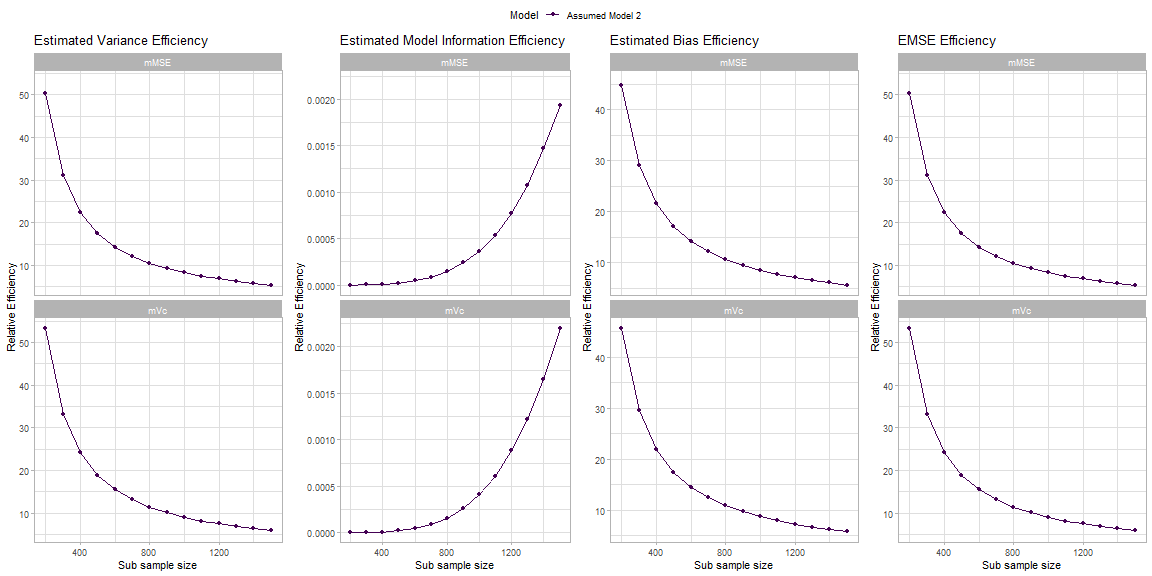 Model Assumed Model 2
Estimated Variance Efficiency
mMSE
50
40
30
20
10
mVc
50
40
30
20
10
400 800 1200
Sub sample size
Relative Efficiency
Estimated Model Information Efficiency
mMSE
0.0020
0.0015
0.0010
0.0005
0.0000
mVc
0.0020
0.0015
0.0010
0.0005
0.0000
400 800 1200
Sub sample size
Relative Efficiency
Estimated Bias Efficiency
mMSE
40
30
20
10
mVc
40
30
20
10
400 800 1200
Sub sample size
Relative Efficiency
EMSE Efficiency
mMSE
50
40
30
20
10
mVc
50
40
30
20
10
400 800 1200
Sub sample size
Relative Efficiency